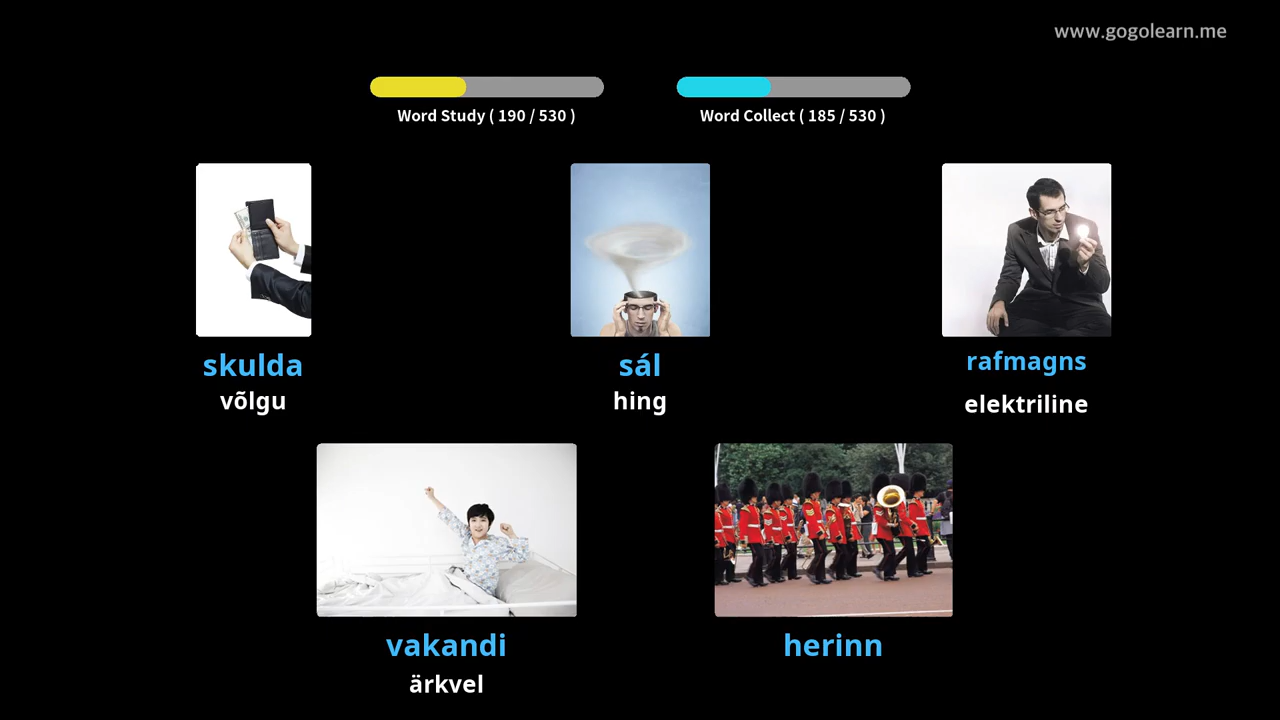 www.gogolearn.me
Word Study ( 190 / 530 )
Word Collect ( 185 / 530 )
skulda
võlgu
sál
hing
rafmagns
elektriline
vakandi
ärkvel
herinn